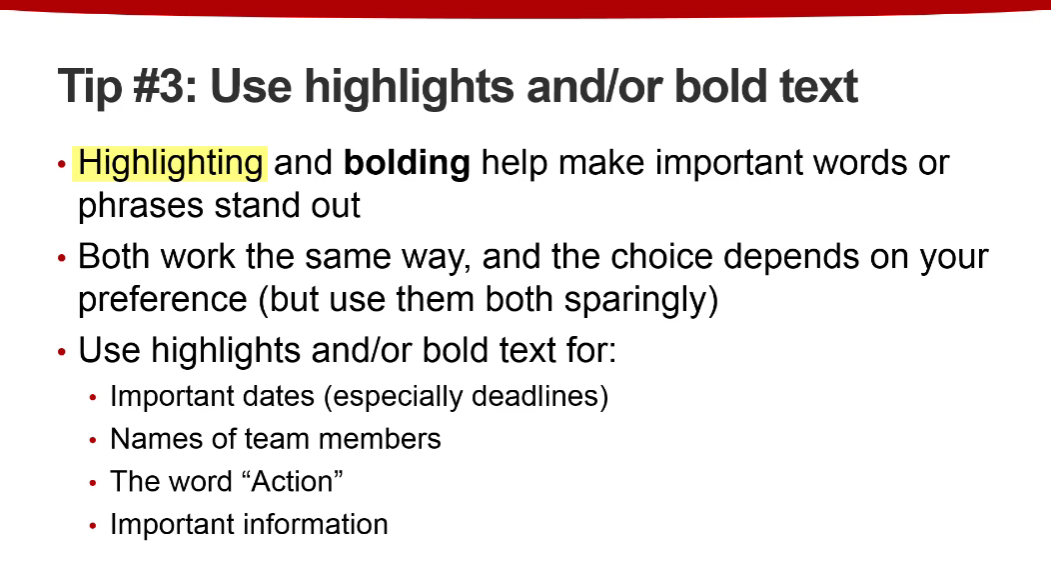 Tip #3: Use highlights and/or bold text
• Highlighting and bolding help make important words or
phrases stand out
• Both work the same way, and the choice depends on your
preference (but use them both sparingly)
• Use highlights and/or bold text for:
• Important dates (especially deadlines)
• Names of team members
• The word “Action”
• Important information